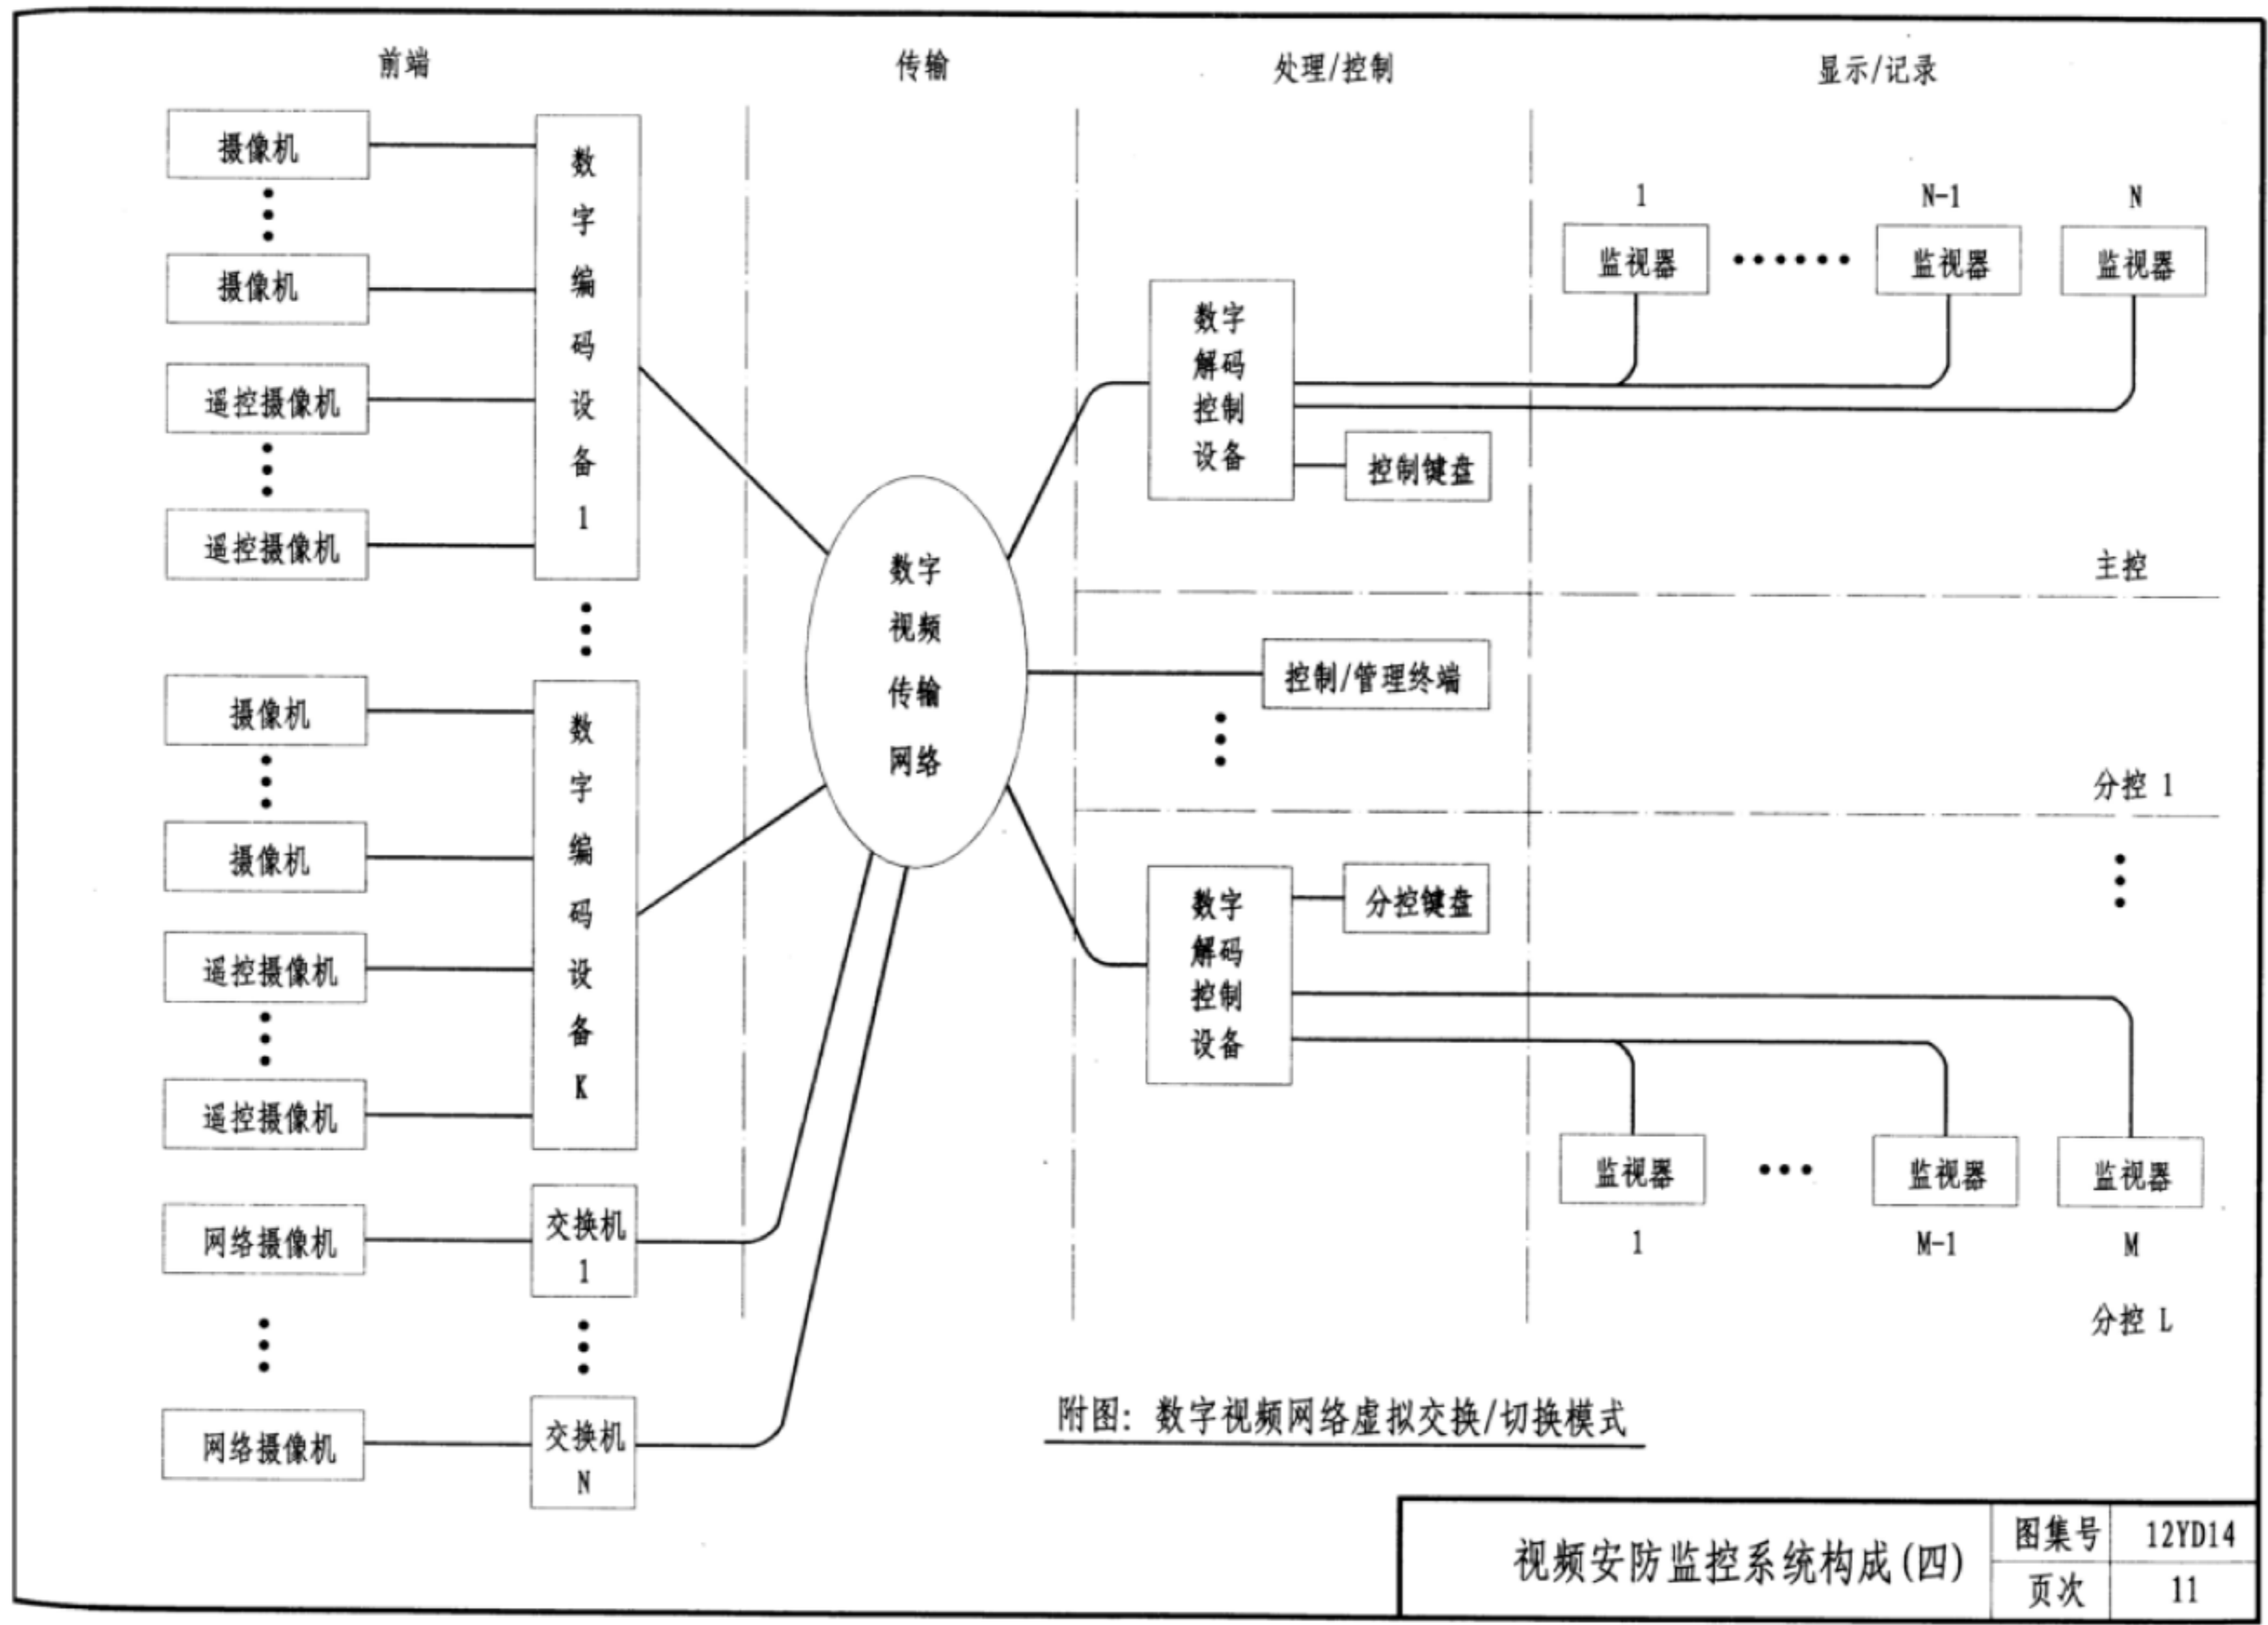 前端
传输
处理/控制
显示/记录
摄像机
摄像机
遥控摄像机
遥控摄像机
数字编码设备1
摄像机
摄像机
遥控摄像机
遥控摄像机
数字编码设备K
网络摄像机
交换机
1
网络摄像机
交换机
N
数字
视频
传输
网络
数字
解码
控制
设备
控制键盘
1
N-1
N
监视器
监视器
监视器
主控
控制/管理终端
分控 1
数字
解码
控制
设备
分控键盘
监视器
监视器
监视器
1
M-1
M
分控 L
附图：数字视频网络虚拟交换/切换模式
视频安防监控系统构成(四)
图集号
12YD14
页次
11